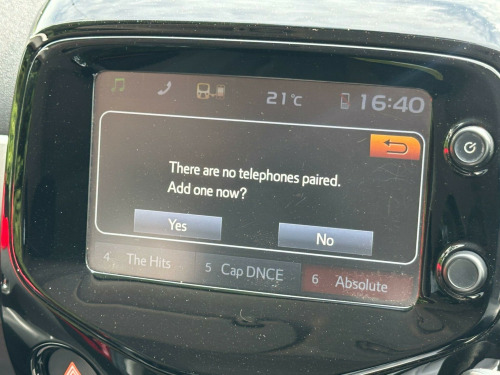 21°C 16:40
There are no telephones paired.
Add one now?
Yes No
4 The Hits 5 Cap DNCE 6 Absolute